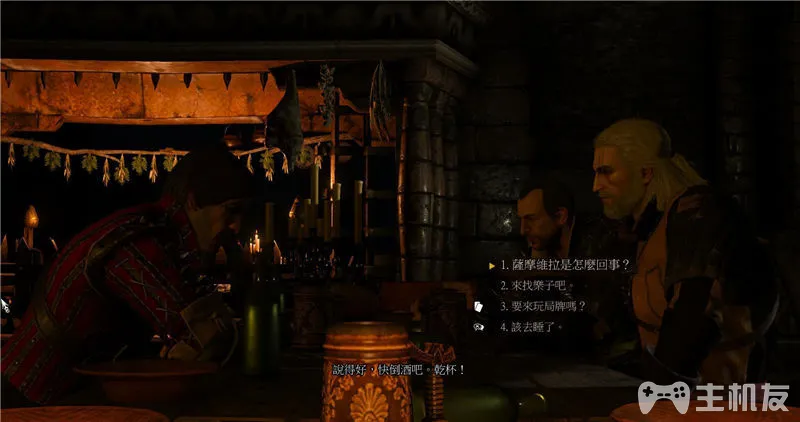 1. 薩摩維拉是怎麼回事？
2. 來找樂子吧。
3. 要來玩局牌嗎？
4. 該去睡了。
說得好，快倒酒吧。乾杯！
主机友